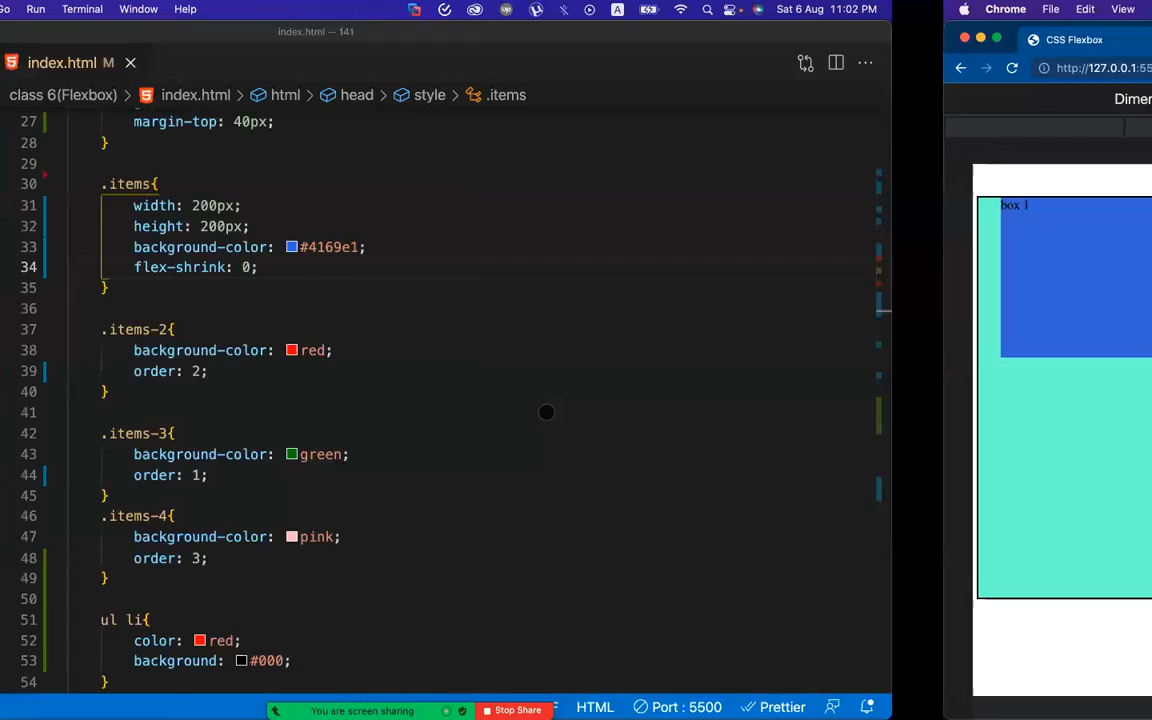 Go Run Terminal Window Help
A
Sat 6 Aug 11:02 PM
Chrome File Edit View
index.html — 141
index.html M
CSS Flexbox
http://127.0.0.1:55
class 6(Flexbox) > index.html > html > head > style > .items
Dimen
27 margin-top: 40px;
28 }
29
30 .items{
31 width: 200px;
32 height: 200px;
33 background-color: #4169e1;
34 flex-shrink: 0;
35 }
36
37 .items-2{
38 background-color: red;
39 order: 2;
40 }
41
42 .items-3{
43 background-color: green;
44 order: 1;
45 }
46 .items-4{
47 background-color: pink;
48 order: 3;
49 }
50
51 ul li{
52 color: red;
53 background: #000;
54 }
box 1
You are screen sharing
Stop Share
HTML
Port : 5500
Prettier